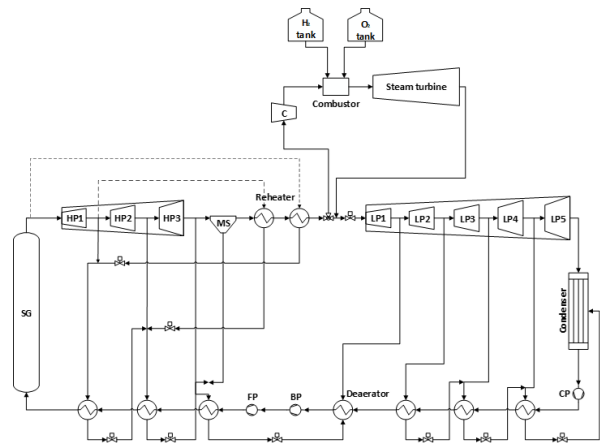 H₂
tank
O₂
tank
Combustor
Steam turbine
C
Reheater
HP1
HP2
HP3
MS
LP1
LP2
LP3
LP4
LP5
SG
Condenser
FP
BP
Deaerator
CP